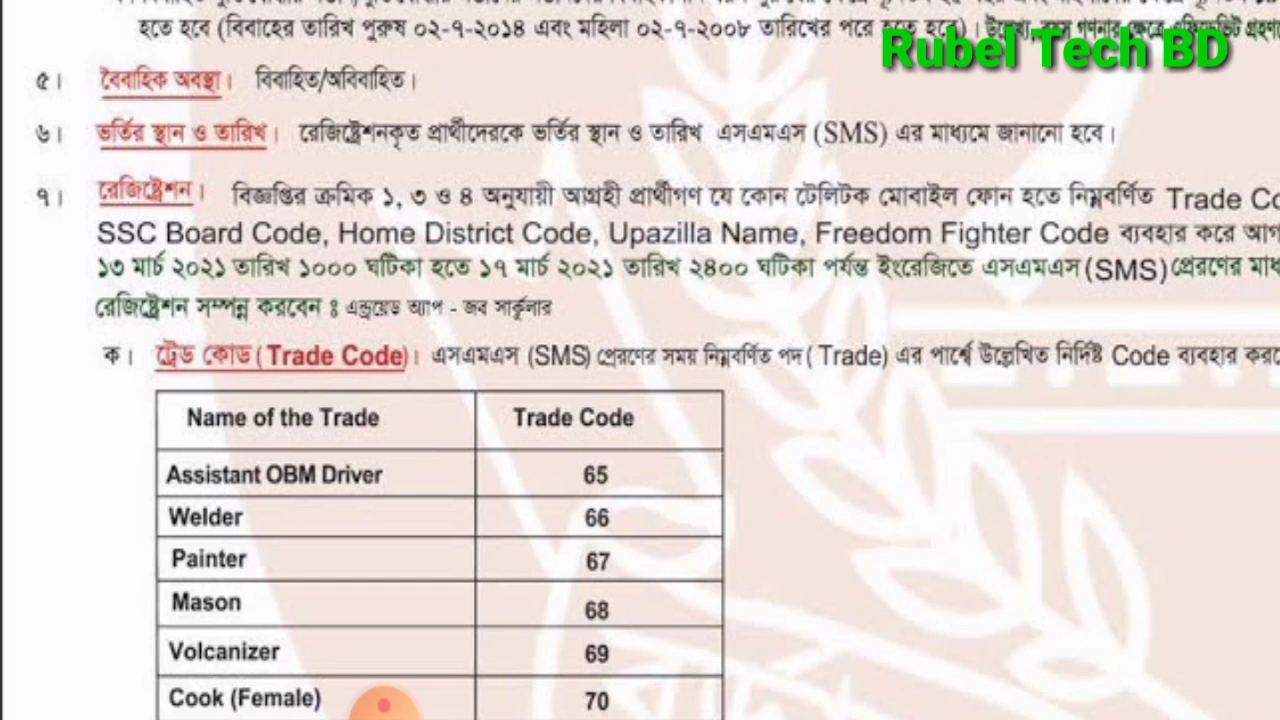 হতে হবে (বিবাহের তারিখ পুরুষ ০২-৭-২০১৪ এবং মহিলা ০২-৭-২০০৮ তারিখের পরে হতে হবে)। উল্লেখ্য, বয়স গণনার ক্ষেত্রে এফিডেভিট
Rubel Tech BD
৫। বৈবাহিক অবস্থা। বিবাহিত/অবিবাহিত।
৬। ভর্তির স্থান ও তারিখ। রেজিষ্ট্রেশনকৃত প্রার্থীদেরকে ভর্তির স্থান ও তারিখ এসএমএস (SMS) এর মাধ্যমে জানানো হবে।
৭। রেজিষ্ট্রেশন। বিজ্ঞপ্তির ক্রমিক ১, ৩ ও ৪ অনুযায়ী আগ্রহী প্রার্থীগণ যে কোন টেলিটক মোবাইল ফোন হতে নিম্নবর্ণিত Trade Co
SSC Board Code, Home District Code, Upazilla Name, Freedom Fighter Code ব্যবহার করে আগ
১৩ মার্চ ২০২১ তারিখ ১০০০ ঘটিকা হতে ১৭ মার্চ ২০২১ তারিখ ২৪০০ ঘটিকা পর্যন্ত ইংরেজিতে এসএমএস (SMS) প্রেরণের মাধ
রেজিষ্ট্রেশন সম্পন্ন করবেন ঃ এন্ড্রয়েড অ্যাপ - জব সার্কুলার
ক। ট্রেড কোড (Trade Code)। এসএমএস (SMS) প্রেরণের সময় নিম্নবর্ণিত পদ (Trade) এর পার্শ্বে উল্লেখিত নির্দিষ্ট Code ব্যবহার করতে
Name of the Trade Trade Code
Assistant OBM Driver 65
Welder 66
Painter 67
Mason 68
Volcanizer 69
Cook (Female) 70